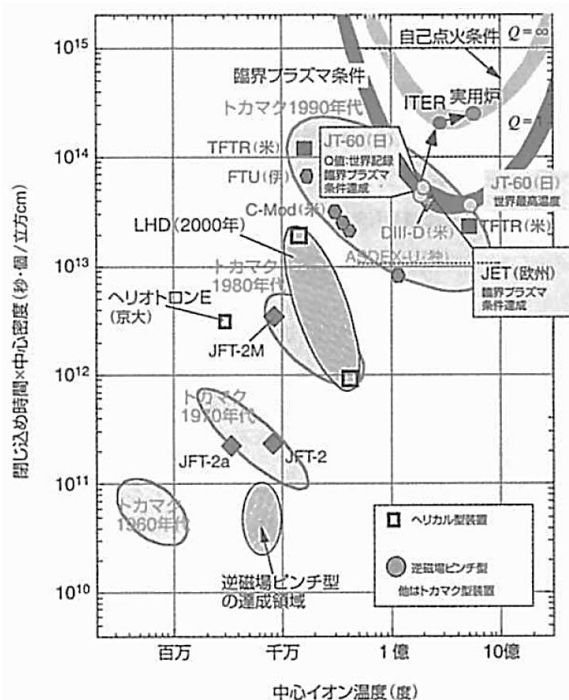 10¹⁵
自己点火条件
Q = ∞
臨界プラズマ条件
ITER
実用炉
トカマク1990年代
Q = 1
TFTR(米)
JT-60(日)
Q値:世界記録
臨界プラズマ
条件達成
10¹⁴
FTU(伊)
JT-60(日)
世界最高温度
C-Mod(米)
DIII-D(米)
TFTR(米)
LHD(2000年)
10¹³
トカマク
1980年代
JET(欧州)
臨界プラズマ
条件達成
ヘリオトロンE
(京大)
JFT-2M
10¹²
トカマク
1970年代
JFT-2a
JFT-2
10¹¹
トカマク
1960年代
ヘリカル型装置
逆磁場ピンチ型
他はトカマク型装置
10¹⁰
逆磁場ピンチ型
の達成領域
百万
千万
1億
10億
中心イオン温度(度)
閉じ込め時間×中心密度(秒・個/立方cm)